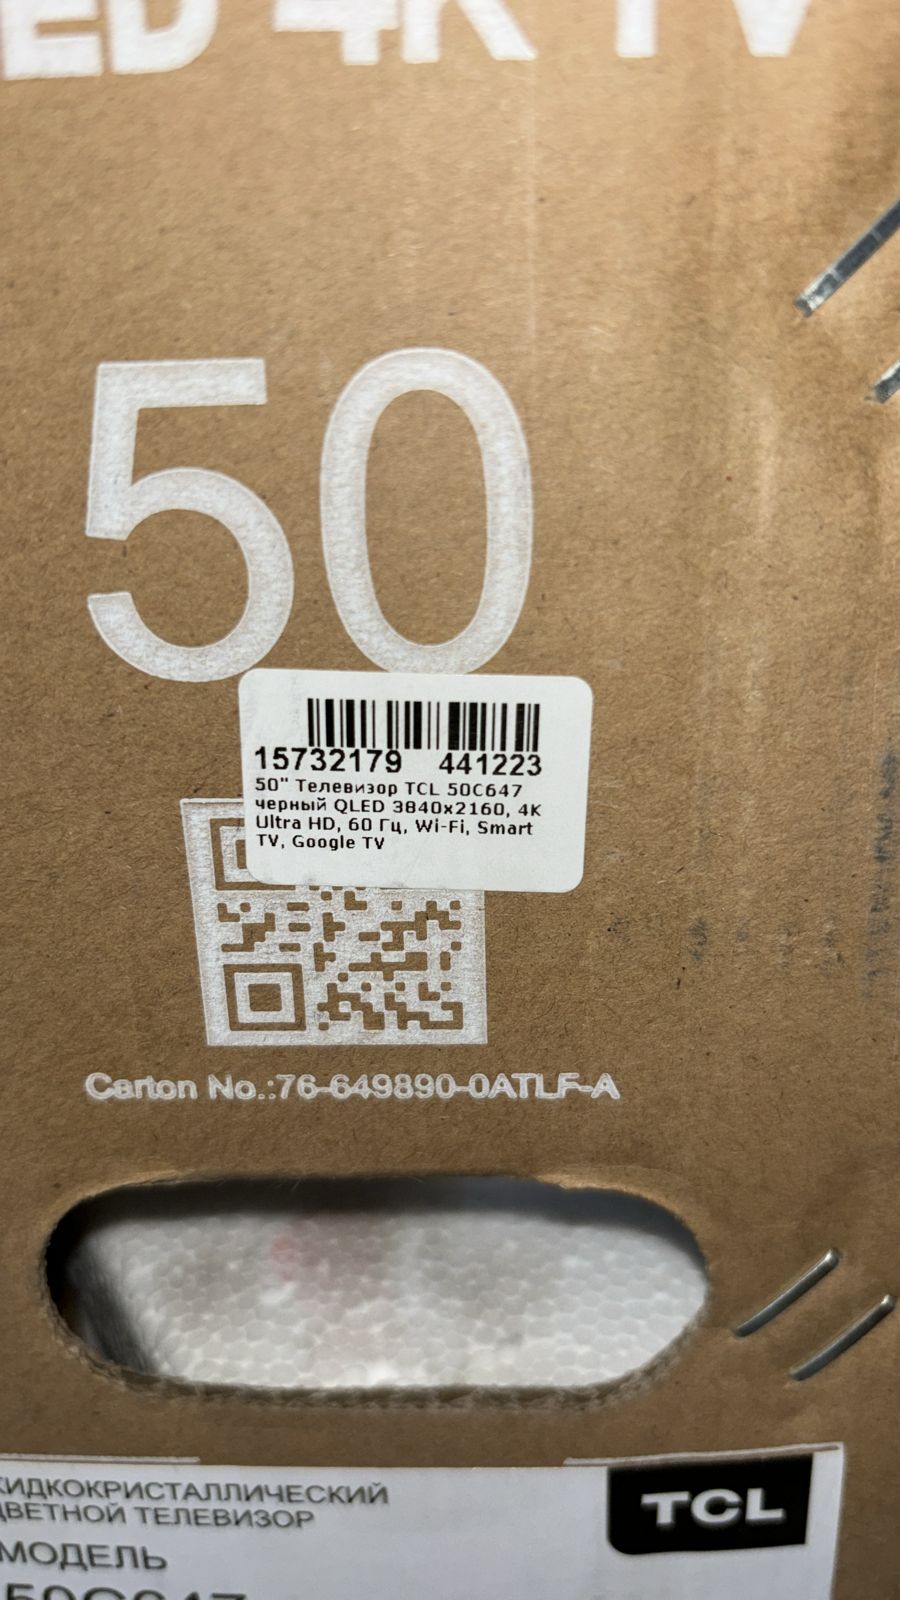 ED 4K TV
50
15732179 441223
50" Телевизор TCL 50C647
черный QLED 3840x2160, 4K
Ultra HD, 60 Гц, Wi-Fi, Smart
TV, Google TV
Carton No.:76-649890-0ATLF-A
ЖИДКОКРИСТАЛЛИЧЕСКИЙ
ЦВЕТНОЙ ТЕЛЕВИЗОР
TCL
МОДЕЛЬ
50C647